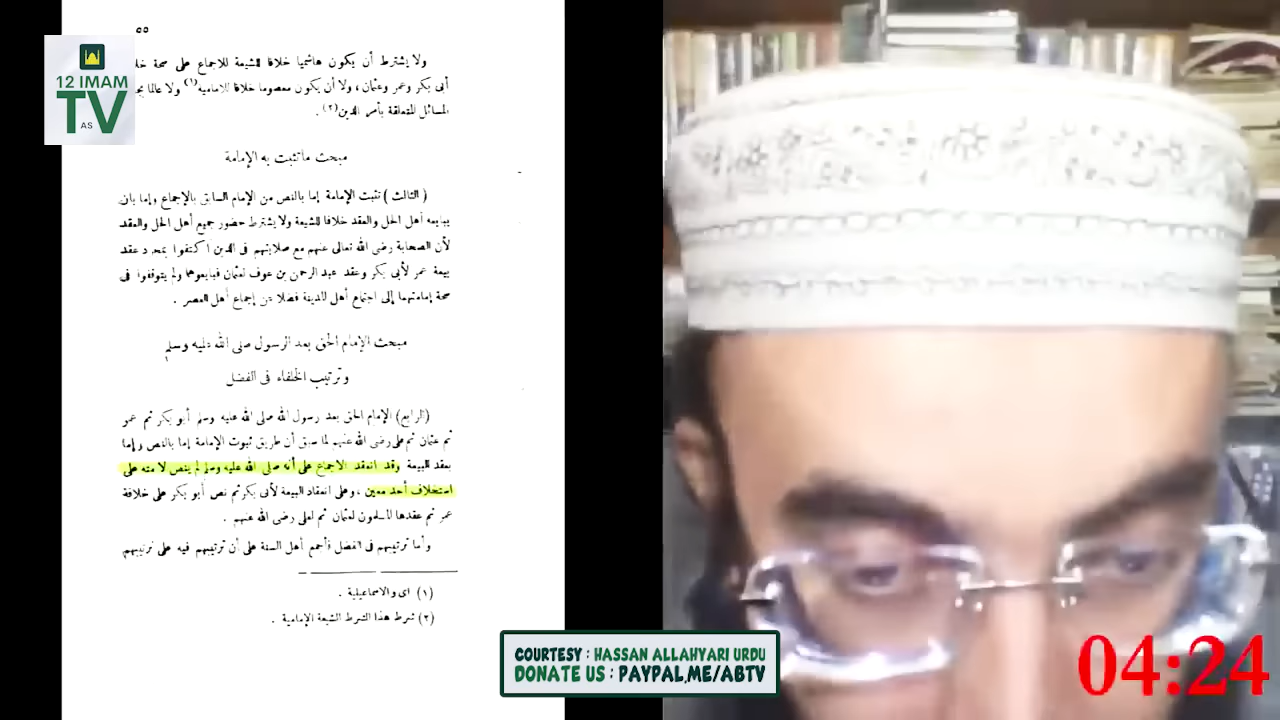 ٥٥
12 IMAM
TV
AS
ولا يشترط أن يكون هاشميا خلافا للشيعة للاجماع على صحة
أبى بكر وعمر وعثمان ، ولا أن يكون معصوما خلافا للامامية(١) ولا عالما
المسائل المتعلقة بأمر الدين(٢) .
مبحث ما تثبت به الإمامة
( الثالث ) تثبت الإمامة إما بالنص من الإمام السابق بالإجماع وإما بان
يبايعه أهل الحل والعقد خلافا للشيعة ولا يشترط حضور جميع أهل الحل والعقد
لأن الصحابة رضى الله تعالى عنهم مع صلابتهم فى الدين اكتفوا بمجرد عقد
بيعة عمر لأبى بكر وعقد عبد الرحمن بن عوف لعثمان فبايعوهما ولم يتوقفوا فى
صحة إمامتهما إلى اجتماع أهل المدينة فضلا عن إجماع أهل العصر .
مبحث الإمام الحق بعد الرسول صلى الله عليه وسلم
وترتيب الخلفاء فى الفضل
(الرابع) الإمام الحق بعد رسول الله صلى الله عليه وسلم أبو بكر ثم عمر
ثم عثمان ثم على رضى الله عنهم لما سبق أن طريق ثبوت الإمامة إما بالنص وإما
بعقد البيعة وقد انعقد الاجماع على أنه صلى الله عليه وسلم لم ينص لامته على
استخلاف أحد معين ، وعلى انعقاد البيعة لأبى بكر ثم نص أبو بكر على خلافة
عمر ثم عقدها المسلمون لعثمان ثم لعلى رضى الله عنهم .
وأما ترتيبهم فى الفضل فأجمع أهل السنة على أن ترتيبهم فيه على ترتيبهم
(١) اى والاسماعيلية .
(٢) شرط هذا الشرط الشيعة الإمامية .
COURTESY : HASSAN ALLAHYARI URDU
DONATE US : PAYPAL.ME/ABTV
04:24